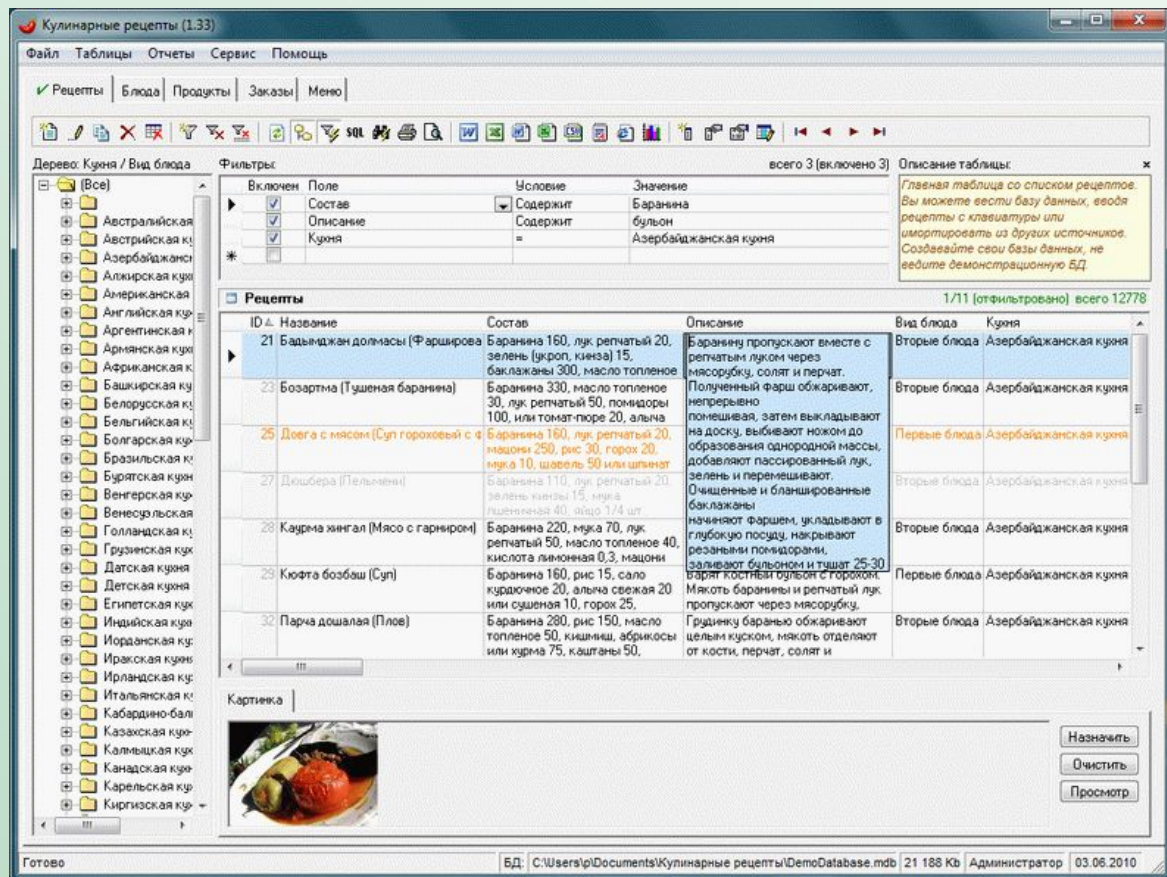 Кулинарные рецепты (1.33)
Файл Таблицы Отчеты Сервис Помощь
Рецепты Блюда Продукты Заказы Меню
SQL
Дерево: Кухня / Вид блюда
(Все)
Австралийская
Австрийская ку
Азербайджанск
Алжирская кухн
Американская
Английская кух
Аргентинская к
Армянская кухн
Африканская к
Башкирская ку
Белорусская ку
Бельгийская ку
Болгарская кух
Бразильская ку
Бурятская кухн
Венгерская кух
Венесуэльская
Голландская ку
Грузинская кух
Датская кухня
Детская кухня
Египетская кух
Индийская кухн
Иорданская ку
Иракская кухня
Ирландская ку
Итальянская ку
Кабардино-балк
Казахская кухн
Калмыцкая кух
Канадская кухн
Карельская кух
Киргизская кух
Фильтры: всего 3 (включено 3)
Включен Поле Условие Значение
Состав Содержит Баранина
Описание Содержит бульон
Кухня = Азербайджанская кухня
Описание таблицы:
Главная таблица со списком рецептов.
Вы можете вести базу данных, вводя
рецепты с клавиатуры или
имортировать из других источников.
Создавайте свои базы данных, не
ведите демонстрационную БД.
Рецепты 1/11 (отфильтровано) всего 12778
ID Название Состав Описание Вид блюда Кухня
21 Бадымджан долмасы (Фарширова
Баранина 160, лук репчатый 20,
зелень (укроп, кинза) 15,
баклажаны 300, масло топленое
Баранину пропускают вместе с
репчатым луком через
мясорубку, солят и перчат.
Полученный фарш обжаривают,
непрерывно
помешивая, затем выкладывают
на доску, выбивают ножом до
образования однородной массы,
добавляют пассированный лук,
зелень и перемешивают.
Очищенные и бланшированные
баклажаны
начиняют фаршем, укладывают в
глубокую посуду, накрывают
резаными помидорами,
заливают бульоном и тушат 25-30
Вторые блюда Азербайджанская кухня
23 Бозартма (Тушеная баранина)
Баранина 330, масло топленое
30, лук репчатый 50, помидоры
100, или томат-пюре 20, алыча
Вторые блюда Азербайджанская кухня
25 Довга с мясом (Суп гороховый с ф
Баранина 160, лук репчатый 20,
мацони 250, рис 30, горох 20,
мука 10, щавель 50 или шпинат
Первые блюда Азербайджанская кухня
27 Дюшбера (Пельмени)
Баранина 110, лук репчатый 20,
зелень кинзы 15, мука
пшеничная 40, яйцо 1/4 шт
Вторые блюда Азербайджанская кухня
28 Каурма хингал (Мясо с гарниром)
Баранина 220, мука 70, лук
репчатый 50, масло топленое 40,
кислота лимонная 0,3, мацони
Вторые блюда Азербайджанская кухня
29 Кюфта бозбаш (Суп)
Баранина 160, рис 15, сало
курдючное 20, алыча свежая 20
или сушеная 10, горох 25,
Варят костный бульон с горохом.
Мякоть баранины и репчатый лук
пропускают через мясорубку,
Первые блюда Азербайджанская кухня
32 Парча дошалая (Плов)
Баранина 280, рис 150, масло
топленое 50, кишмиш, абрикосы
или хурма 75, каштаны 50,
Грудинку баранью обжаривают
целым куском, мякоть отделяют
от кости, перчат, солят и
Вторые блюда Азербайджанская кухня
Картинка
Назначить
Очистить
Просмотр
Готово БД: C:\Users\p\Documents\Кулинарные рецепты\DemoDatabase.mdb 21 188 Kb Администратор 03.06.2010